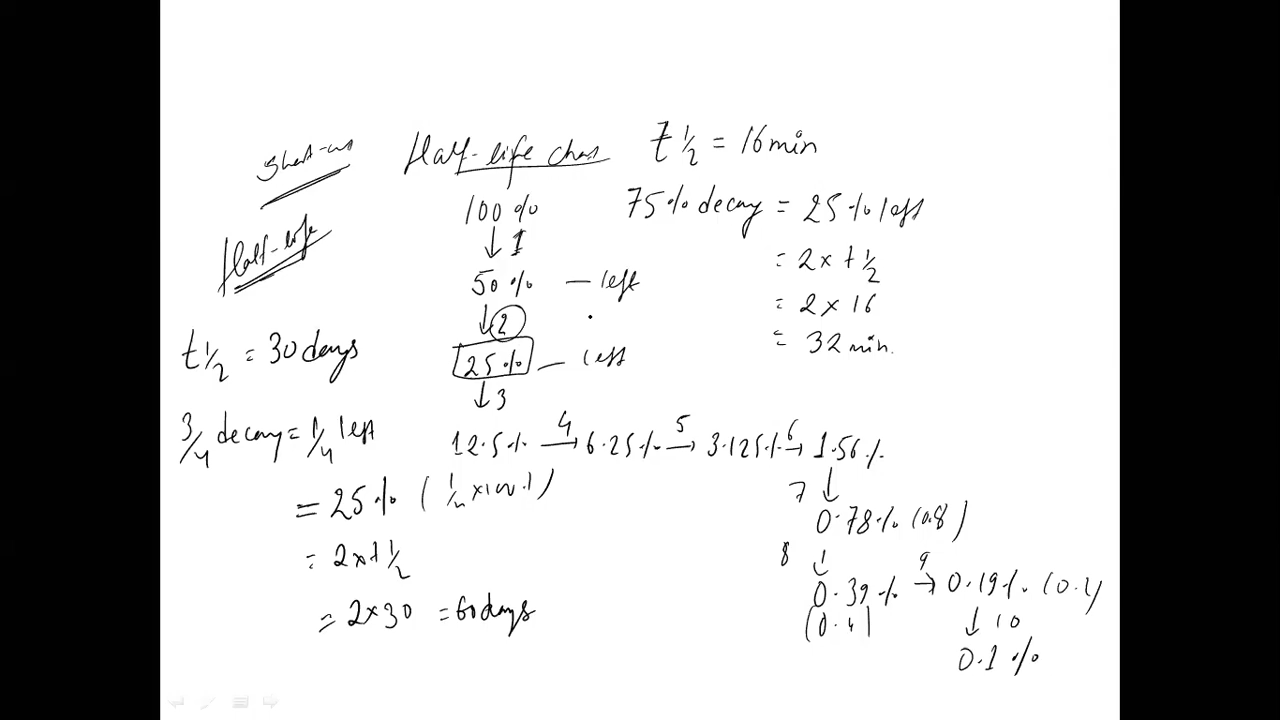 Short-cut
Half-life
Half-life chart
100 %
↓ 1
50 % — left
↓ 2
25 % — left
↓ 3
12.5 % 4→ 6.25 % 5→ 3.125 % 6→ 1.56 %
7 ↓
0.78 % (0.8)
8 ↓
0.39 % 9→ 0.19 % (0.2)
(0.4)
↓ 10
0.1 %
t 1/2 = 16 min
75 % decay = 25 % left
= 2 x t 1/2
= 2 x 16
= 32 min.
t 1/2 = 30 days
3/4 decay = 1/4 left
= 25 % (1/4 x 100 %)
= 2 x t 1/2
= 2 x 30 = 60 days